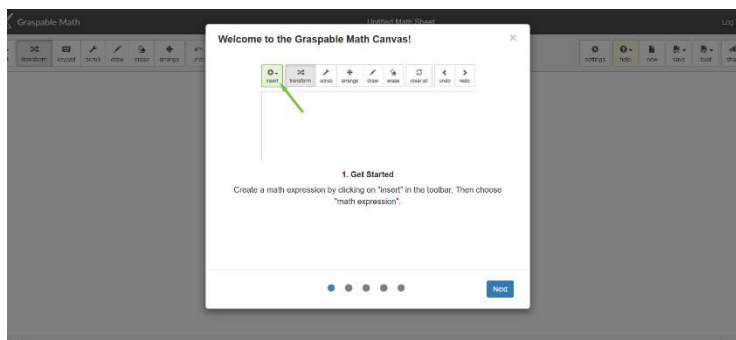 Graspable Math
Untitled Math Sheet
Log
transform keypad scrub draw erase arrange undo
settings help new save load
Welcome to the Graspable Math Canvas!
×
insert transform scrub arrange draw erase clear all undo redo
1. Get Started
Create a math expression by clicking on "insert" in the toolbar. Then choose
"math expression".
Next